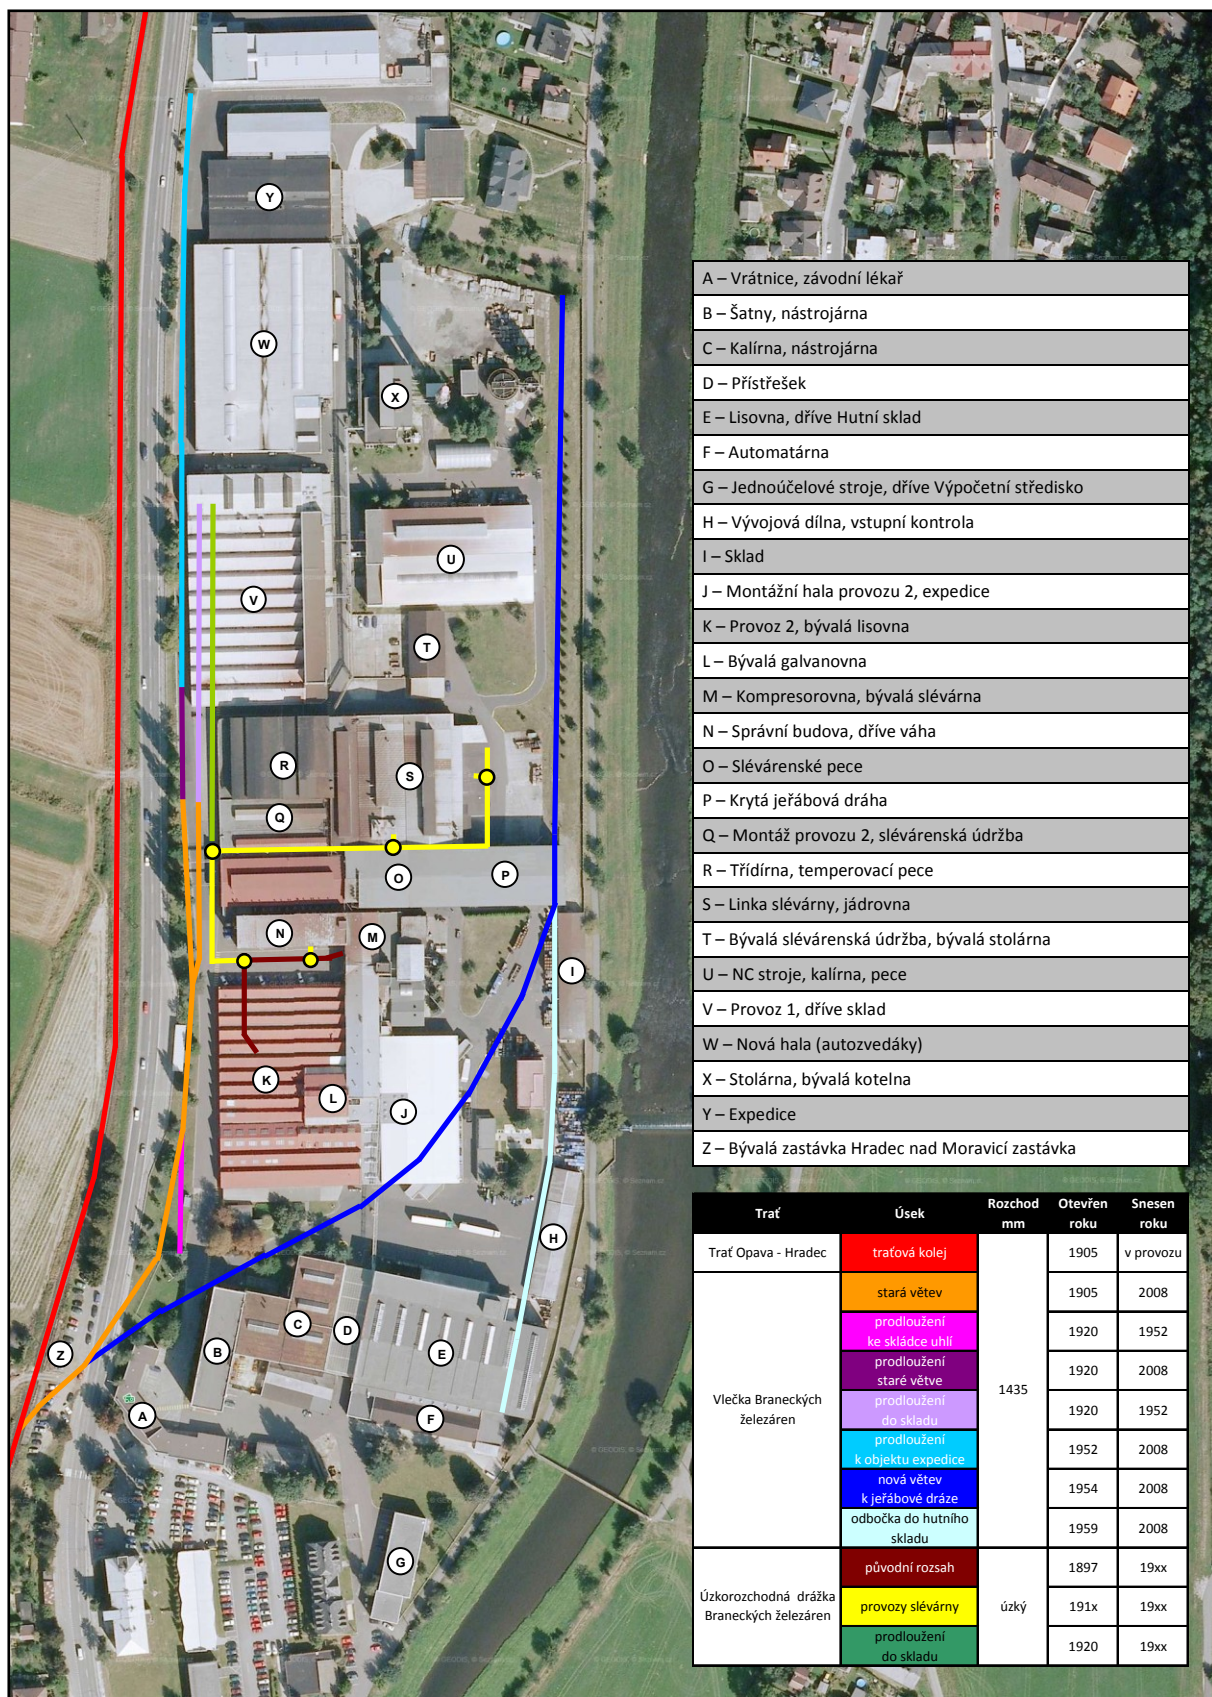 Y
W
X
U
V
T
R
S
Q
O
P
N
M
I
K
L
J
H
C
D
B
E
Z
A
F
G
A – Vrátnice, závodní lékař
B – Šatny, nástrojárna
C – Kalírna, nástrojárna
D – Přístřešek
E – Lisovna, dříve Hutní sklad
F – Automatárna
G – Jednoúčelové stroje, dříve Výpočetní středisko
H – Vývojová dílna, vstupní kontrola
I – Sklad
J – Montážní hala provozu 2, expedice
K – Provoz 2, bývalá lisovna
L – Bývalá galvanovna
M – Kompresorovna, bývalá slévárna
N – Správní budova, dříve váha
O – Slévárenské pece
P – Krytá jeřábová dráha
Q – Montáž provozu 2, slévárenská údržba
R – Třídírna, temperovací pece
S – Linka slévárny, jádrovna
T – Bývalá slévárenská údržba, bývalá stolárna
U – NC stroje, kalírna, pece
V – Provoz 1, dříve sklad
W – Nová hala (autozvedáky)
X – Stolárna, bývalá kotelna
Y – Expedice
Z – Bývalá zastávka Hradec nad Moravicí zastávka
Trať Úsek Rozchod mm Otevřen roku Snesen roku
Trať Opava - Hradec traťová kolej 1905 v provozu
stará větev 1905 2008
prodloužení
ke skládce uhlí 1920 1952
prodloužení
staré větve 1920 2008
1435
Vlečka Braneckých
železáren
prodloužení
do skladu 1920 1952
prodloužení
k objektu expedice 1952 2008
nová větev
k jeřábové dráze 1954 2008
odbočka do hutního
skladu 1959 2008
původní rozsah 1897 19xx
Úzkorozchodná drážka
Braneckých železáren
provozy slévárny úzký 191x 19xx
prodloužení
do skladu 1920 19xx